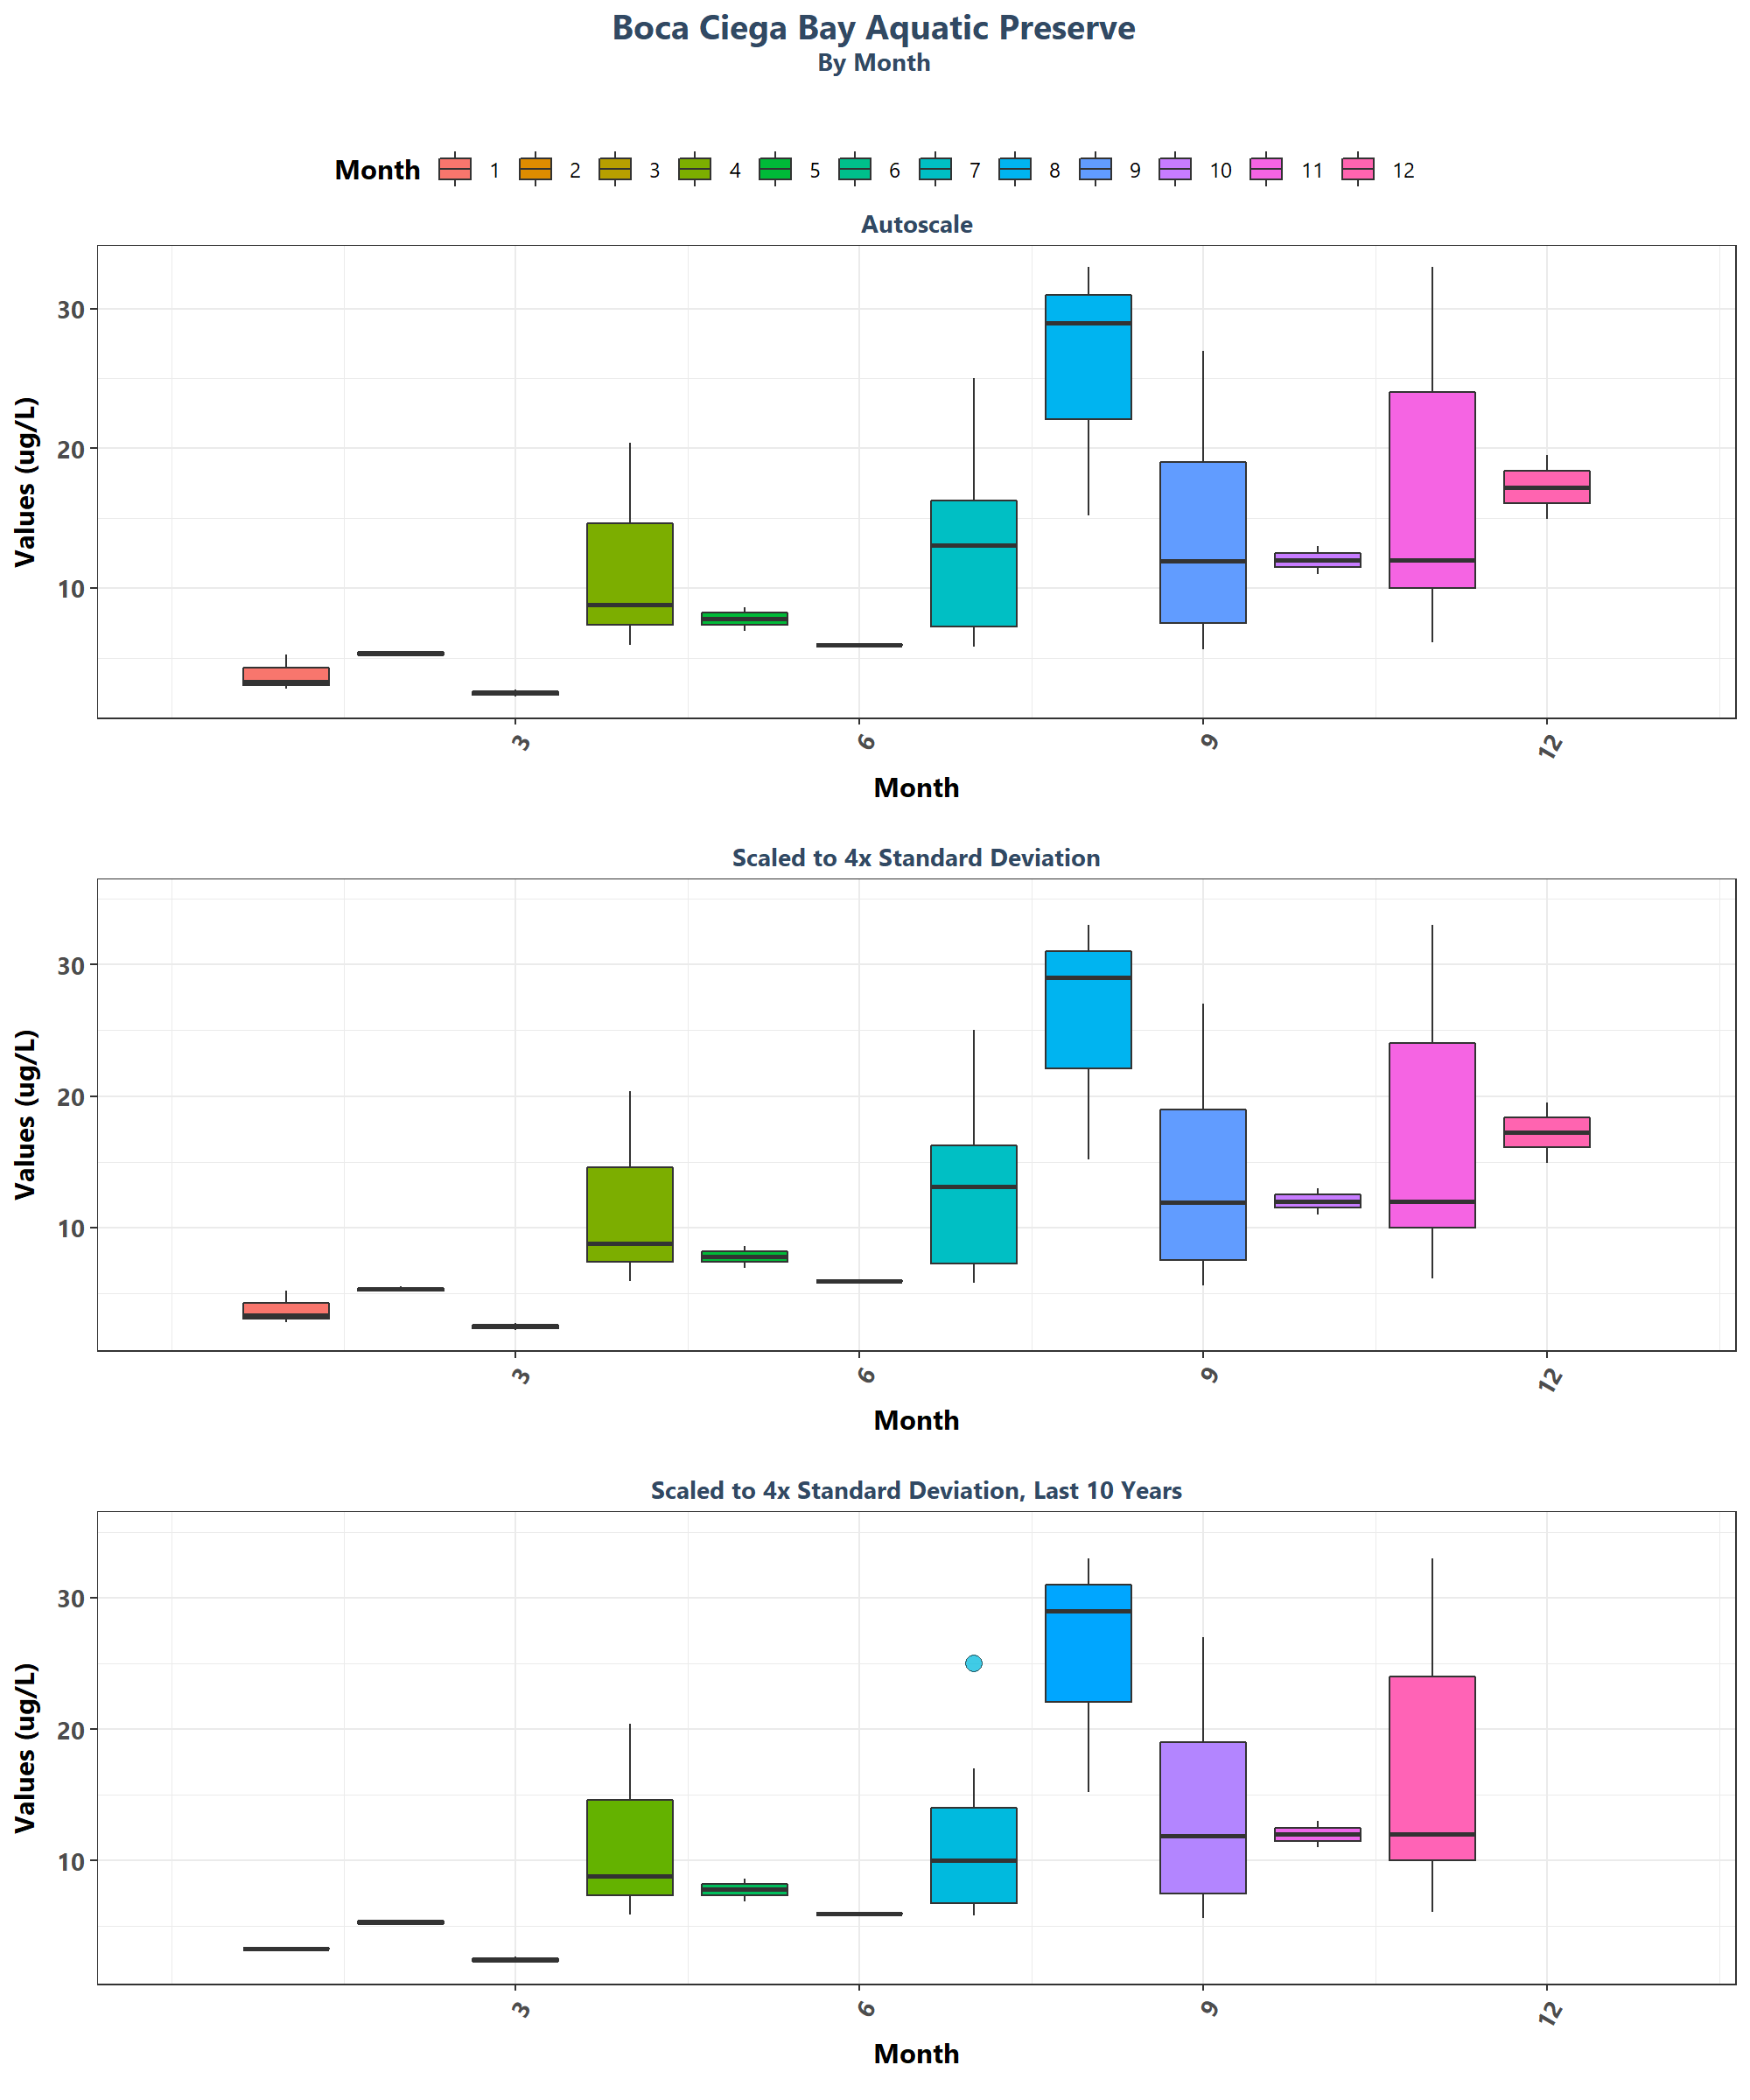 Boca Ciega Bay Aquatic Preserve
By Month
Month 1 2 3 4 5 6 7 8 9 10 11 12
Autoscale
Values (ug/L)
30
20
10
3 6 9 12
Month
Scaled to 4x Standard Deviation
Values (ug/L)
30
20
10
3 6 9 12
Month
Scaled to 4x Standard Deviation, Last 10 Years
Values (ug/L)
30
20
10
3 6 9 12
Month